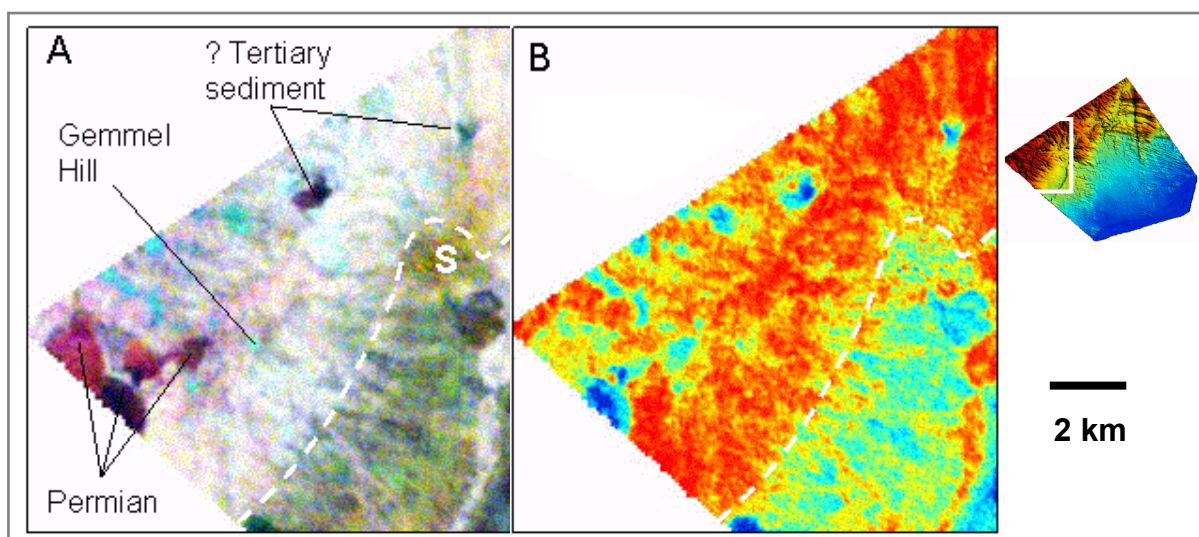 A
? Tertiary
sediment
Gemmel
Hill
S
Permian
B
2 km